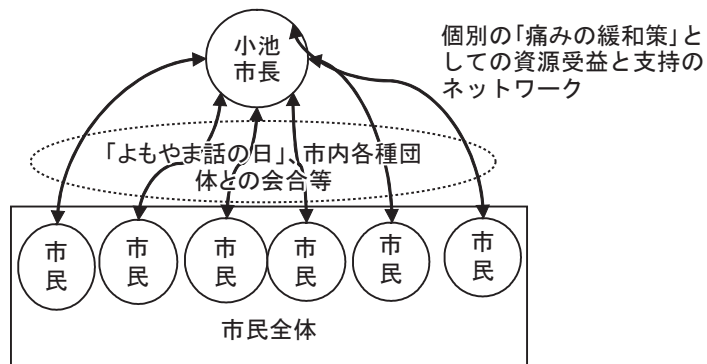 小池
市長
個別の「痛みの緩和策」と
しての資源受益と支持の
ネットワーク
「よもやま話の日」、市内各種団
体との会合等
市
民
市
民
市
民
市
民
市
民
市
民
市民全体